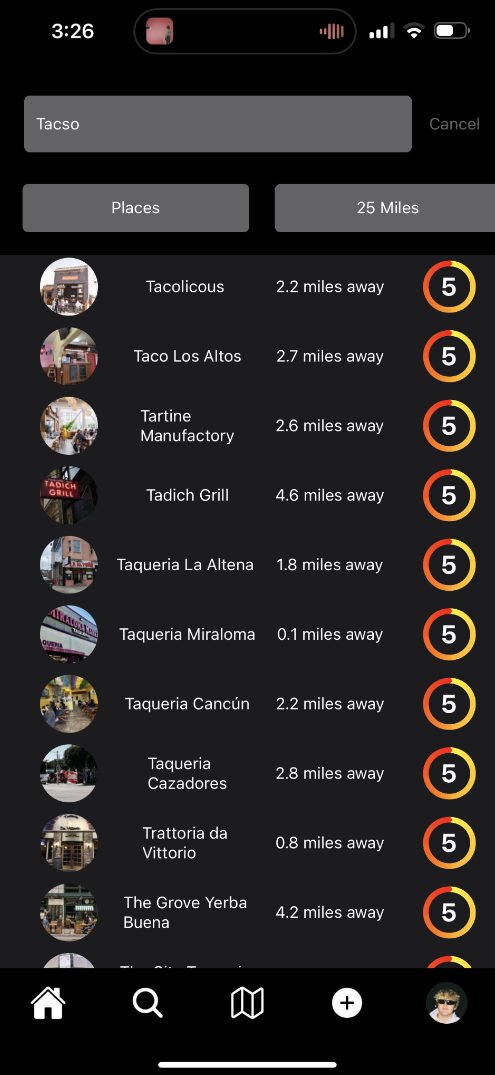 3:26
Tacso
Cancel
Places
25 Miles
Tacolicous
2.2 miles away
5
Taco Los Altos
2.7 miles away
5
Tartine
Manufactory
2.6 miles away
5
TADICH
GRILL
Tadich Grill
4.6 miles away
5
Taqueria La Altena
1.8 miles away
5
Taqueria Miraloma
0.1 miles away
5
Taqueria Cancún
2.2 miles away
5
Taqueria
Cazadores
2.8 miles away
5
Trattoria da
Vittorio
0.8 miles away
5
The Grove Yerba
Buena
4.2 miles away
5